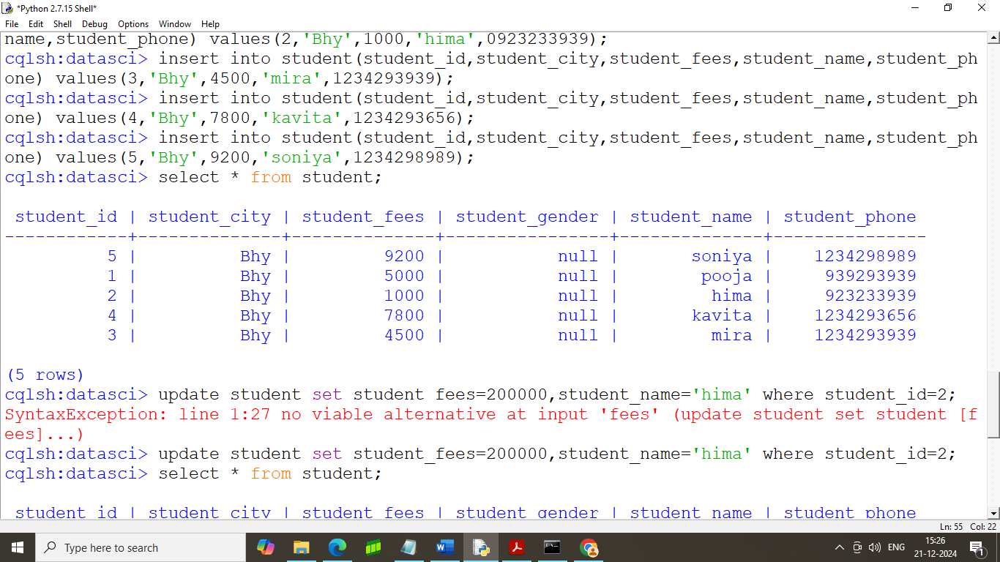 *Python 2.7.15 Shell*
File Edit Shell Debug Options Window Help
name,student_phone) values(2,'Bhy',1000,'hima',0923233939);
cqlsh:datasci> insert into student(student_id,student_city,student_fees,student_name,student_ph
one) values(3,'Bhy',4500,'mira',1234293939);
cqlsh:datasci> insert into student(student_id,student_city,student_fees,student_name,student_ph
one) values(4,'Bhy',7800,'kavita',1234293656);
cqlsh:datasci> insert into student(student_id,student_city,student_fees,student_name,student_ph
one) values(5,'Bhy',9200,'soniya',1234298989);
cqlsh:datasci> select * from student;
student_id | student_city | student_fees | student_gender | student_name | student_phone
------------+--------------+--------------+----------------+--------------+---------------
5 | Bhy | 9200 | null | soniya | 1234298989
1 | Bhy | 5000 | null | pooja | 939293939
2 | Bhy | 1000 | null | hima | 923233939
4 | Bhy | 7800 | null | kavita | 1234293656
3 | Bhy | 4500 | null | mira | 1234293939
(5 rows)
cqlsh:datasci> update student set student fees=200000,student_name='hima' where student_id=2;
SyntaxException: line 1:27 no viable alternative at input 'fees' (update student set student [f
ees]...)
cqlsh:datasci> update student set student_fees=200000,student_name='hima' where student_id=2;
cqlsh:datasci> select * from student;
student_id | student_city | student_fees | student_gender | student_name | student_phone
Ln: 55 Col: 22
Type here to search
ENG
15:26
21-12-2024
1